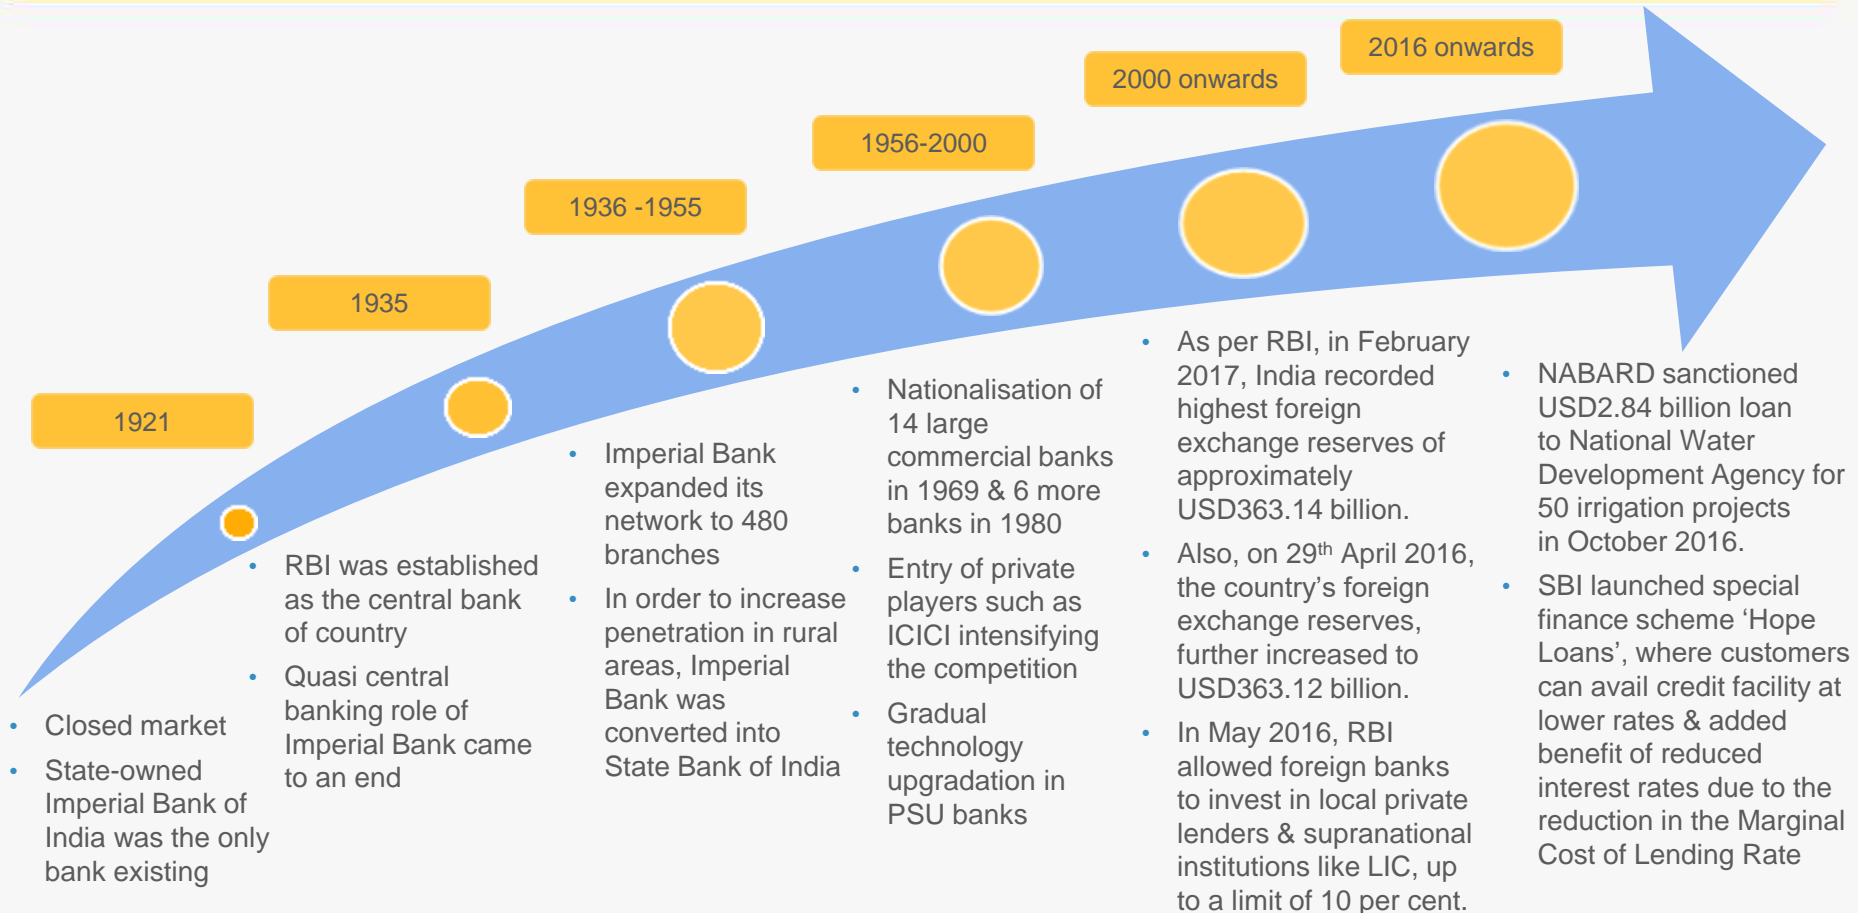 2016 onwards
2000 onwards
1956-2000
1936 -1955
1935
1921
• Closed market
• State-owned
Imperial Bank of
India was the only
bank existing
• RBI was established
as the central bank
of country
• Quasi central
banking role of
Imperial Bank came
to an end
• Imperial Bank
expanded its
network to 480
branches
• In order to increase
penetration in rural
areas, Imperial
Bank was
converted into
State Bank of India
• Nationalisation of
14 large
commercial banks
in 1969 & 6 more
banks in 1980
• Entry of private
players such as
ICICI intensifying
the competition
• Gradual
technology
upgradation in
PSU banks
• As per RBI, in February
2017, India recorded
highest foreign
exchange reserves of
approximately
USD363.14 billion.
• Also, on 29th April 2016,
the country’s foreign
exchange reserves,
further increased to
USD363.12 billion.
• In May 2016, RBI
allowed foreign banks
to invest in local private
lenders & supranational
institutions like LIC, up
to a limit of 10 per cent.
• NABARD sanctioned
USD2.84 billion loan
to National Water
Development Agency for
50 irrigation projects
in October 2016.
• SBI launched special
finance scheme ‘Hope
Loans’, where customers
can avail credit facility at
lower rates & added
benefit of reduced
interest rates due to the
reduction in the Marginal
Cost of Lending Rate